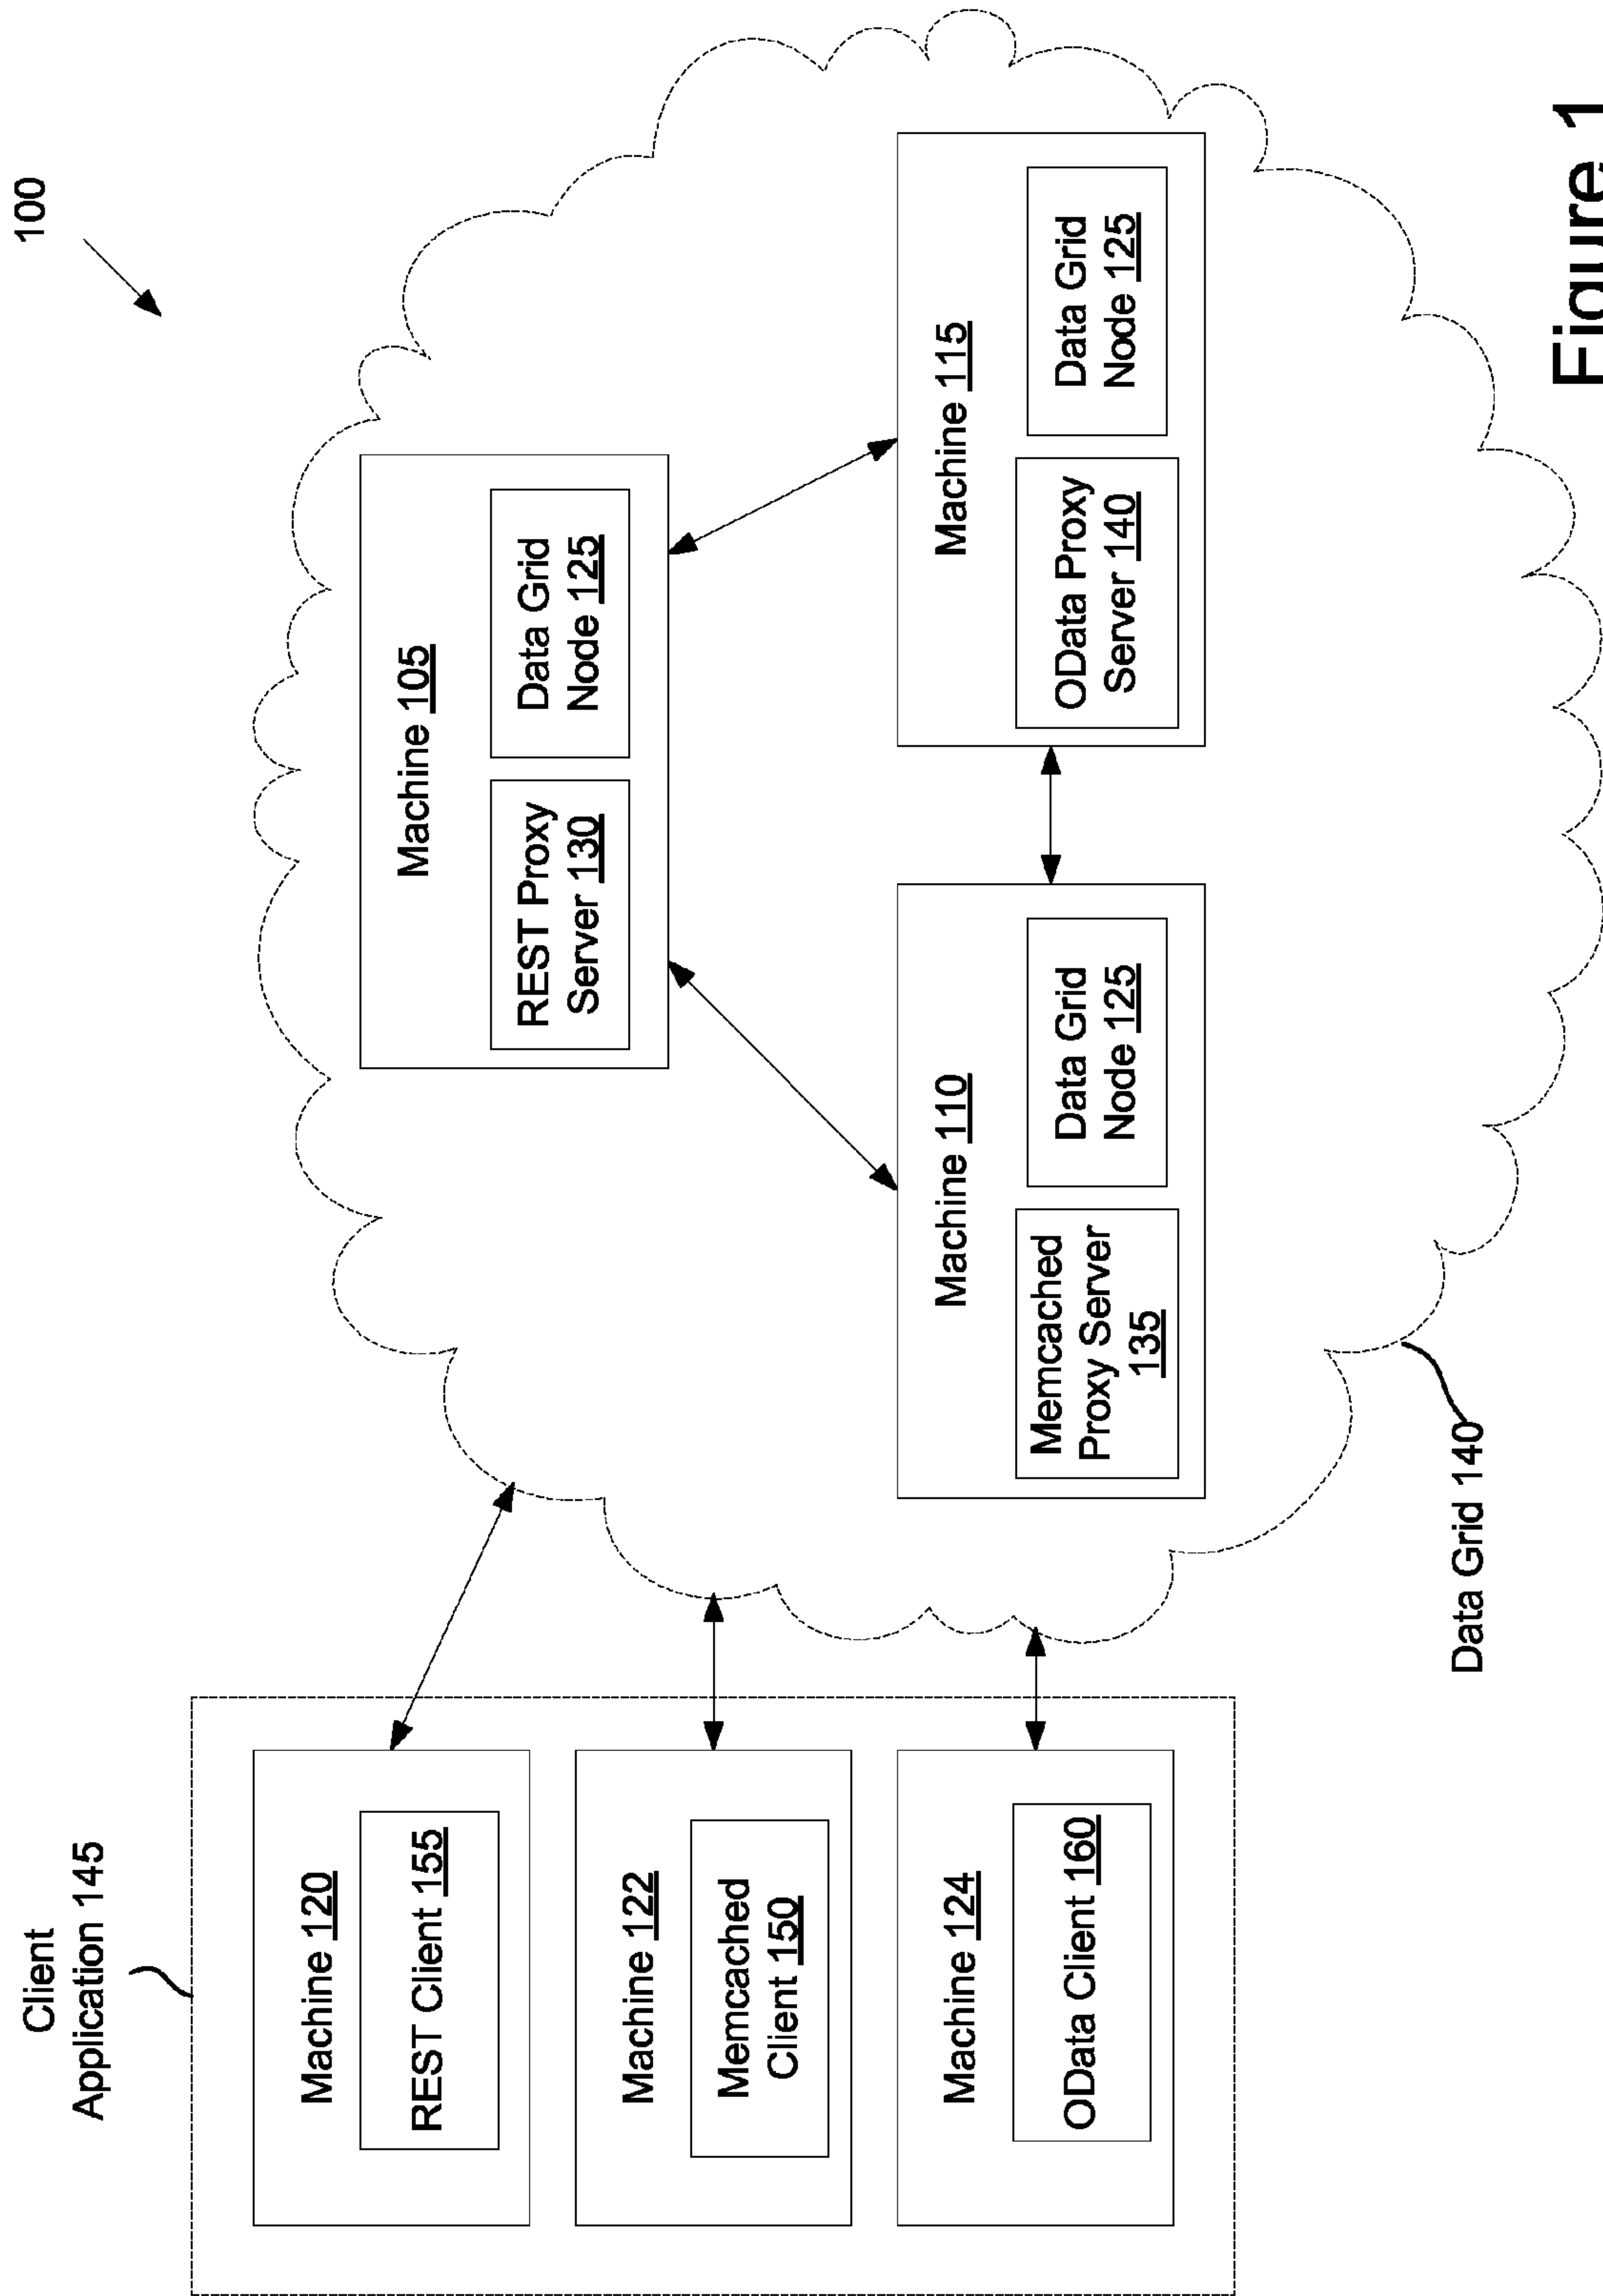 100
Client
Application 145
Machine 120
REST Client 155
Machine 122
Memcached
Client 150
Machine 124
OData Client 160
Machine 105
REST Proxy
Server 130
Data Grid
Node 125
Machine 110
Memcached
Proxy Server
135
Data Grid
Node 125
Machine 115
OData Proxy
Server 140
Data Grid
Node 125
Data Grid 140
Figure 1